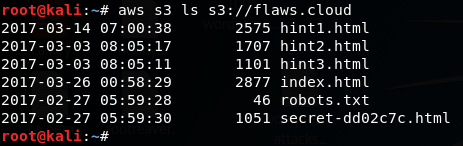 root@kali:~# aws s3 ls s3://flaws.cloud
2017-03-14 07:00:38       2575 hint1.html
2017-03-03 08:05:17       1707 hint2.html
2017-03-03 08:05:11       1101 hint3.html
2017-03-26 00:58:29       2877 index.html
2017-02-27 05:59:28         46 robots.txt
2017-02-27 05:59:30       1051 secret-dd02c7c.html
root@kali:~#